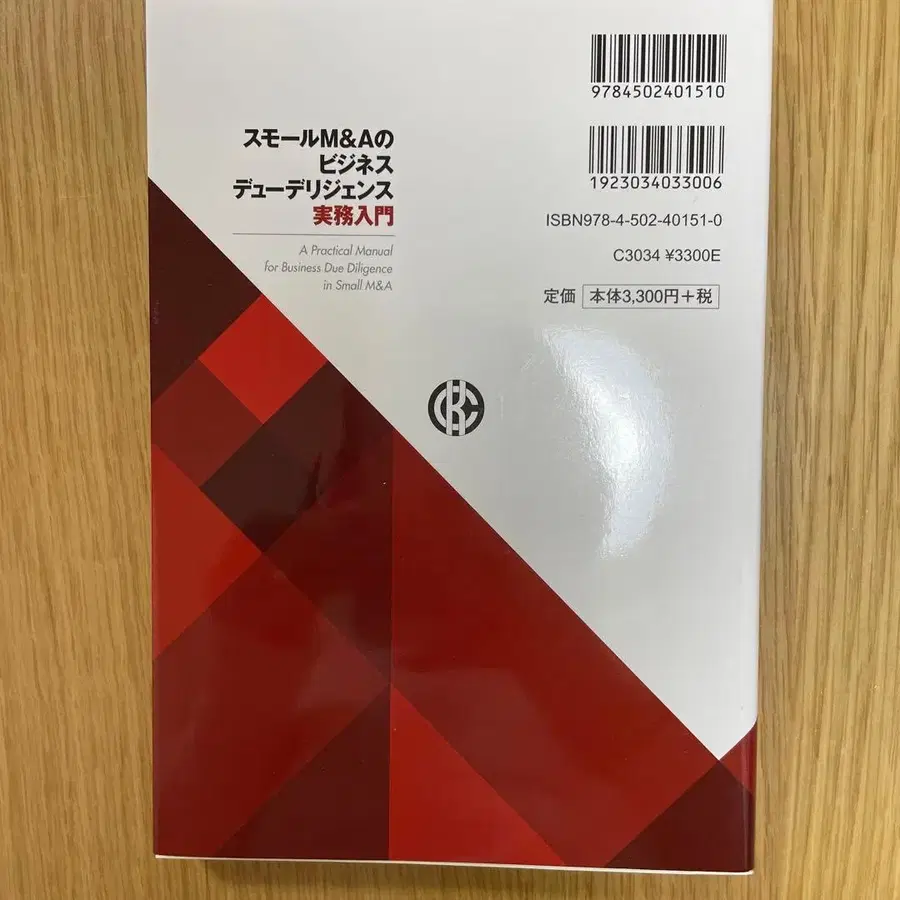 9784502401510
1923034033006
ISBN978-4-502-40151-0
C3034 ¥3300E
定価 本体3,300円+税
スモールM&Aの
ビジネス
デューデリジェンス
実務入門
A Practical Manual
for Business Due Diligence
in Small M&A